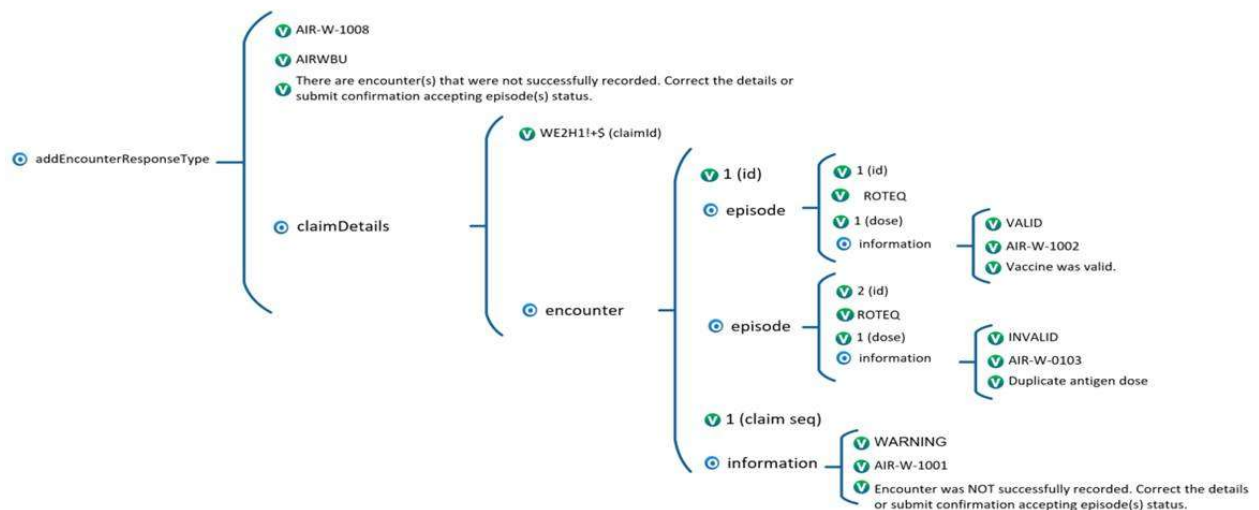 AIR-W-1008
AIRWBU
There are encounter(s) that were not successfully recorded. Correct the details or
submit confirmation accepting episode(s) status.
addEncounterResponseType
claimDetails
WE2H1!+$ (claimId)
encounter
1 (id)
episode
1 (id)
ROTEQ
1 (dose)
information
VALID
AIR-W-1002
Vaccine was valid.
episode
2 (id)
ROTEQ
1 (dose)
information
INVALID
AIR-W-0103
Duplicate antigen dose
1 (claim seq)
information
WARNING
AIR-W-1001
Encounter was NOT successfully recorded. Correct the details
or submit confirmation accepting episode(s) status.